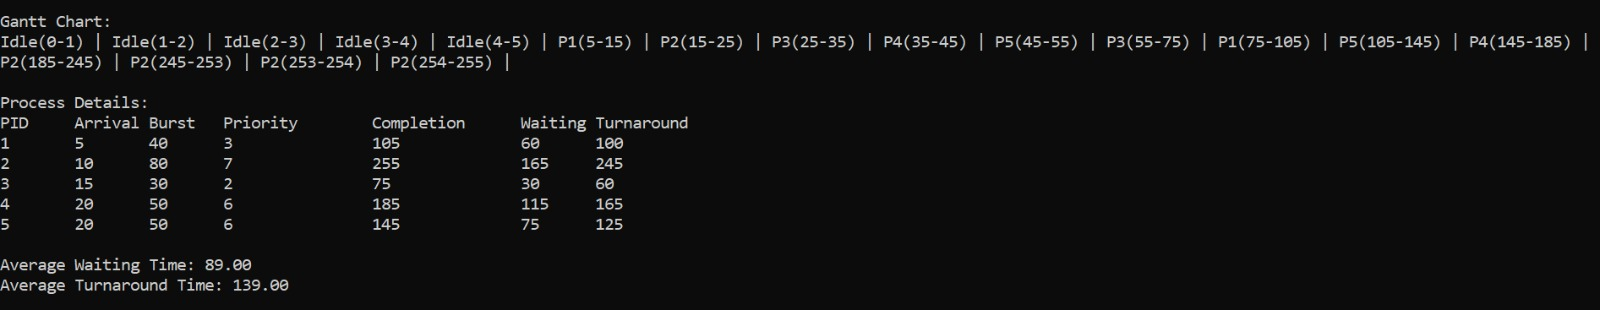 Gantt Chart:
Idle(0-1) | Idle(1-2) | Idle(2-3) | Idle(3-4) | Idle(4-5) | P1(5-15) | P2(15-25) | P3(25-35) | P4(35-45) | P5(45-55) | P3(55-75) | P1(75-105) | P5(105-145) | P4(145-185) |
P2(185-245) | P2(245-253) | P2(253-254) | P2(254-255) |
Process Details:
PID Arrival Burst Priority Completion Waiting Turnaround
1 5 40 3 105 60 100
2 10 80 7 255 165 245
3 15 30 2 75 30 60
4 20 50 6 185 115 165
5 20 50 6 145 75 125
Average Waiting Time: 89.00
Average Turnaround Time: 139.00